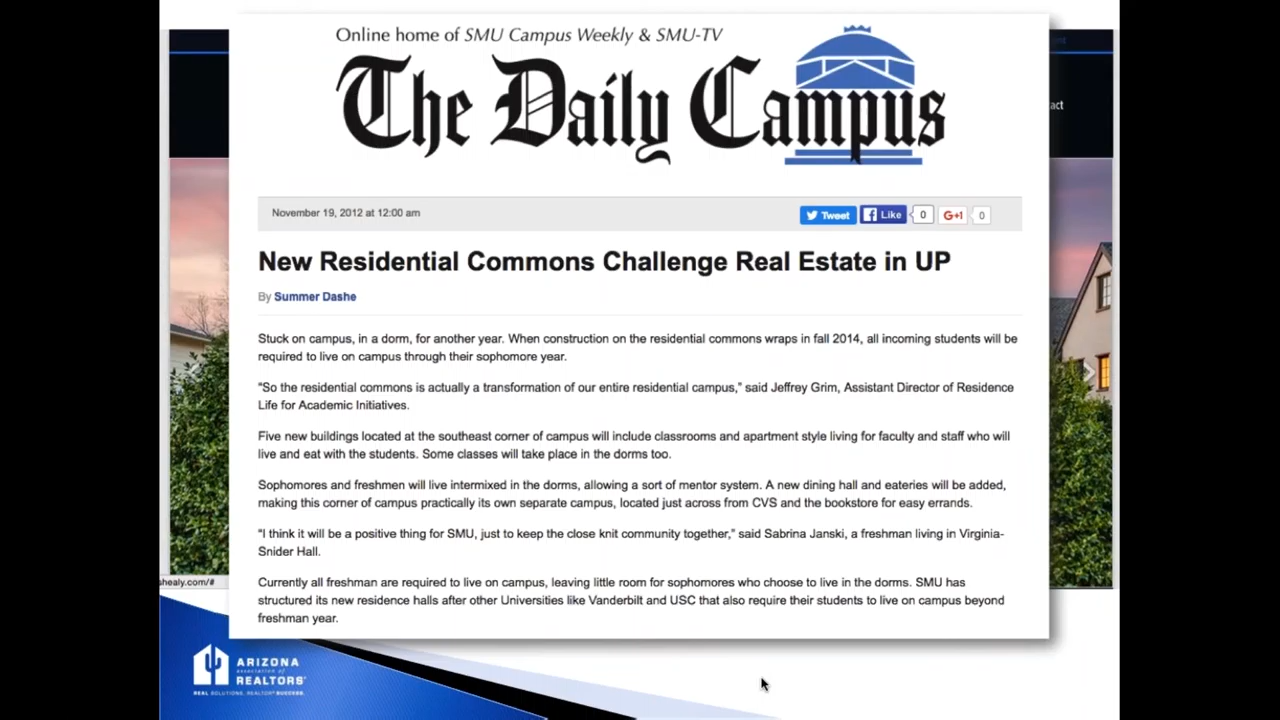 Online home of SMU Campus Weekly & SMU-TV
The Daily Campus
act
November 19, 2012 at 12:00 am
Tweet
Like
0
G+1
0
New Residential Commons Challenge Real Estate in UP
By Summer Dashe
Stuck on campus, in a dorm, for another year. When construction on the residential commons wraps in fall 2014, all incoming students will be
required to live on campus through their sophomore year.
“So the residential commons is actually a transformation of our entire residential campus,” said Jeffrey Grim, Assistant Director of Residence
Life for Academic Initiatives.
Five new buildings located at the southeast corner of campus will include classrooms and apartment style living for faculty and staff who will
live and eat with the students. Some classes will take place in the dorms too.
Sophomores and freshmen will live intermixed in the dorms, allowing a sort of mentor system. A new dining hall and eateries will be added,
making this corner of campus practically its own separate campus, located just across from CVS and the bookstore for easy errands.
“I think it will be a positive thing for SMU, just to keep the close knit community together,” said Sabrina Janski, a freshman living in Virginia-
Snider Hall.
Currently all freshman are required to live on campus, leaving little room for sophomores who choose to live in the dorms. SMU has
structured its new residence halls after other Universities like Vanderbilt and USC that also require their students to live on campus beyond
freshman year.
shealy.com/#
ARIZONA
association of
REALTORS®
REAL SOLUTIONS. REALTOR® SUCCESS.